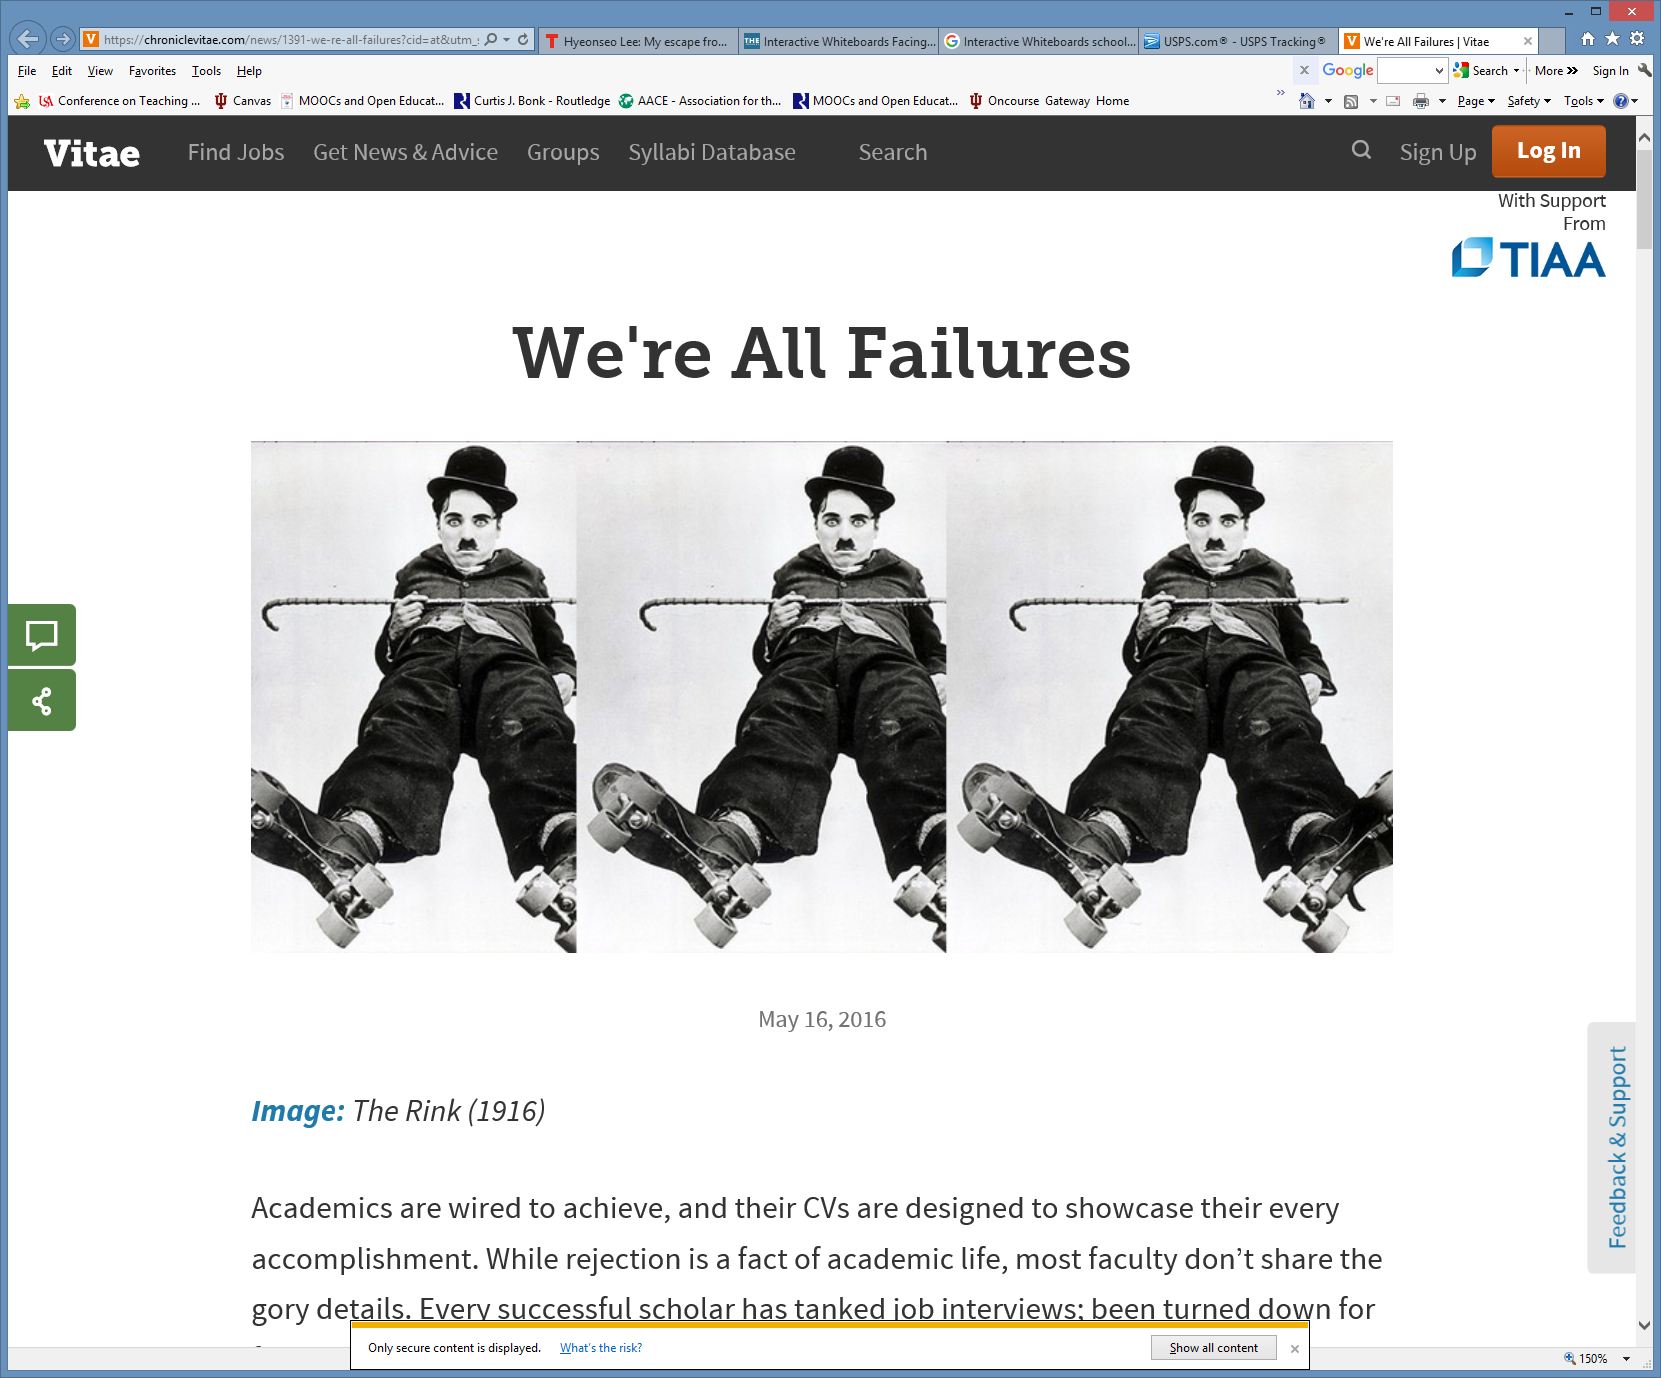 https://chroniclevitae.com/news/1391-we-re-all-failures?cid=at&utm_s
Hyeonseo Lee: My escape fro...
THE
Interactive Whiteboards Facing...
Interactive Whiteboards school...
USPS.com® - USPS Tracking®
We're All Failures | Vitae
File Edit View Favorites Tools Help
x Google Search More » Sign In
Conference on Teaching ...
Canvas
MOOCs and Open Educat...
Curtis J. Bonk - Routledge
AACE - Association for th...
MOOCs and Open Educat...
Oncourse Gateway Home
» Page Safety Tools
Vitae Find Jobs Get News & Advice Groups Syllabi Database Search Sign Up Log In
With Support
From
TIAA
We're All Failures
May 16, 2016
Image: The Rink (1916)
Academics are wired to achieve, and their CVs are designed to showcase their every
accomplishment. While rejection is a fact of academic life, most faculty don’t share the
gory details. Every successful scholar has tanked job interviews; been turned down for
Feedback & Support
Only secure content is displayed. What's the risk? Show all content ×
150%